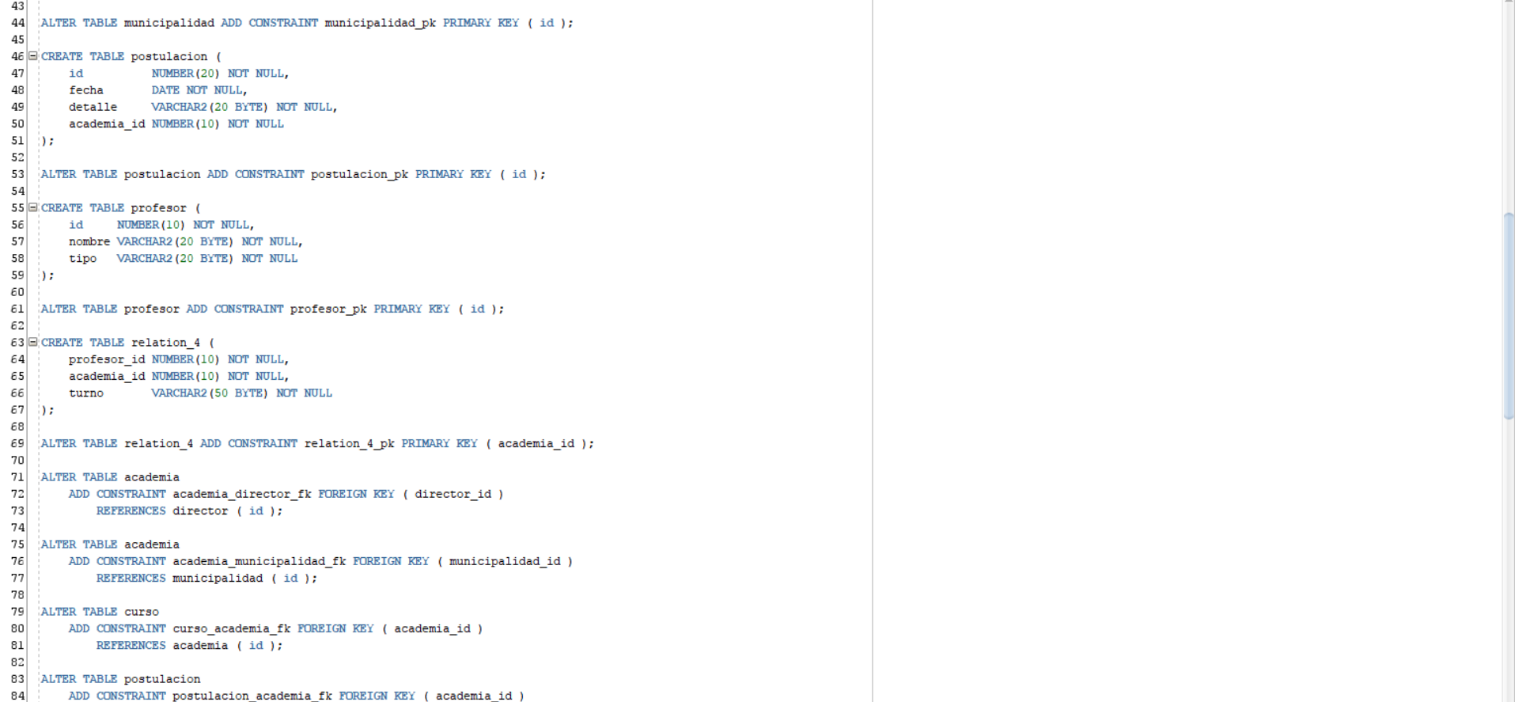 43
44 ALTER TABLE municipalidad ADD CONSTRAINT municipalidad_pk PRIMARY KEY ( id );
45
46 CREATE TABLE postulacion (
47     id          NUMBER(20) NOT NULL,
48     fecha       DATE NOT NULL,
49     detalle     VARCHAR2(20 BYTE) NOT NULL,
50     academia_id NUMBER(10) NOT NULL
51 );
52
53 ALTER TABLE postulacion ADD CONSTRAINT postulacion_pk PRIMARY KEY ( id );
54
55 CREATE TABLE profesor (
56     id     NUMBER(10) NOT NULL,
57     nombre VARCHAR2(20 BYTE) NOT NULL,
58     tipo   VARCHAR2(20 BYTE) NOT NULL
59 );
60
61 ALTER TABLE profesor ADD CONSTRAINT profesor_pk PRIMARY KEY ( id );
62
63 CREATE TABLE relation_4 (
64     profesor_id NUMBER(10) NOT NULL,
65     academia_id NUMBER(10) NOT NULL,
66     turno       VARCHAR2(50 BYTE) NOT NULL
67 );
68
69 ALTER TABLE relation_4 ADD CONSTRAINT relation_4_pk PRIMARY KEY ( academia_id );
70
71 ALTER TABLE academia
72     ADD CONSTRAINT academia_director_fk FOREIGN KEY ( director_id )
73         REFERENCES director ( id );
74
75 ALTER TABLE academia
76     ADD CONSTRAINT academia_municipalidad_fk FOREIGN KEY ( municipalidad_id )
77         REFERENCES municipalidad ( id );
78
79 ALTER TABLE curso
80     ADD CONSTRAINT curso_academia_fk FOREIGN KEY ( academia_id )
81         REFERENCES academia ( id );
82
83 ALTER TABLE postulacion
84     ADD CONSTRAINT postulacion_academia_fk FOREIGN KEY ( academia_id )